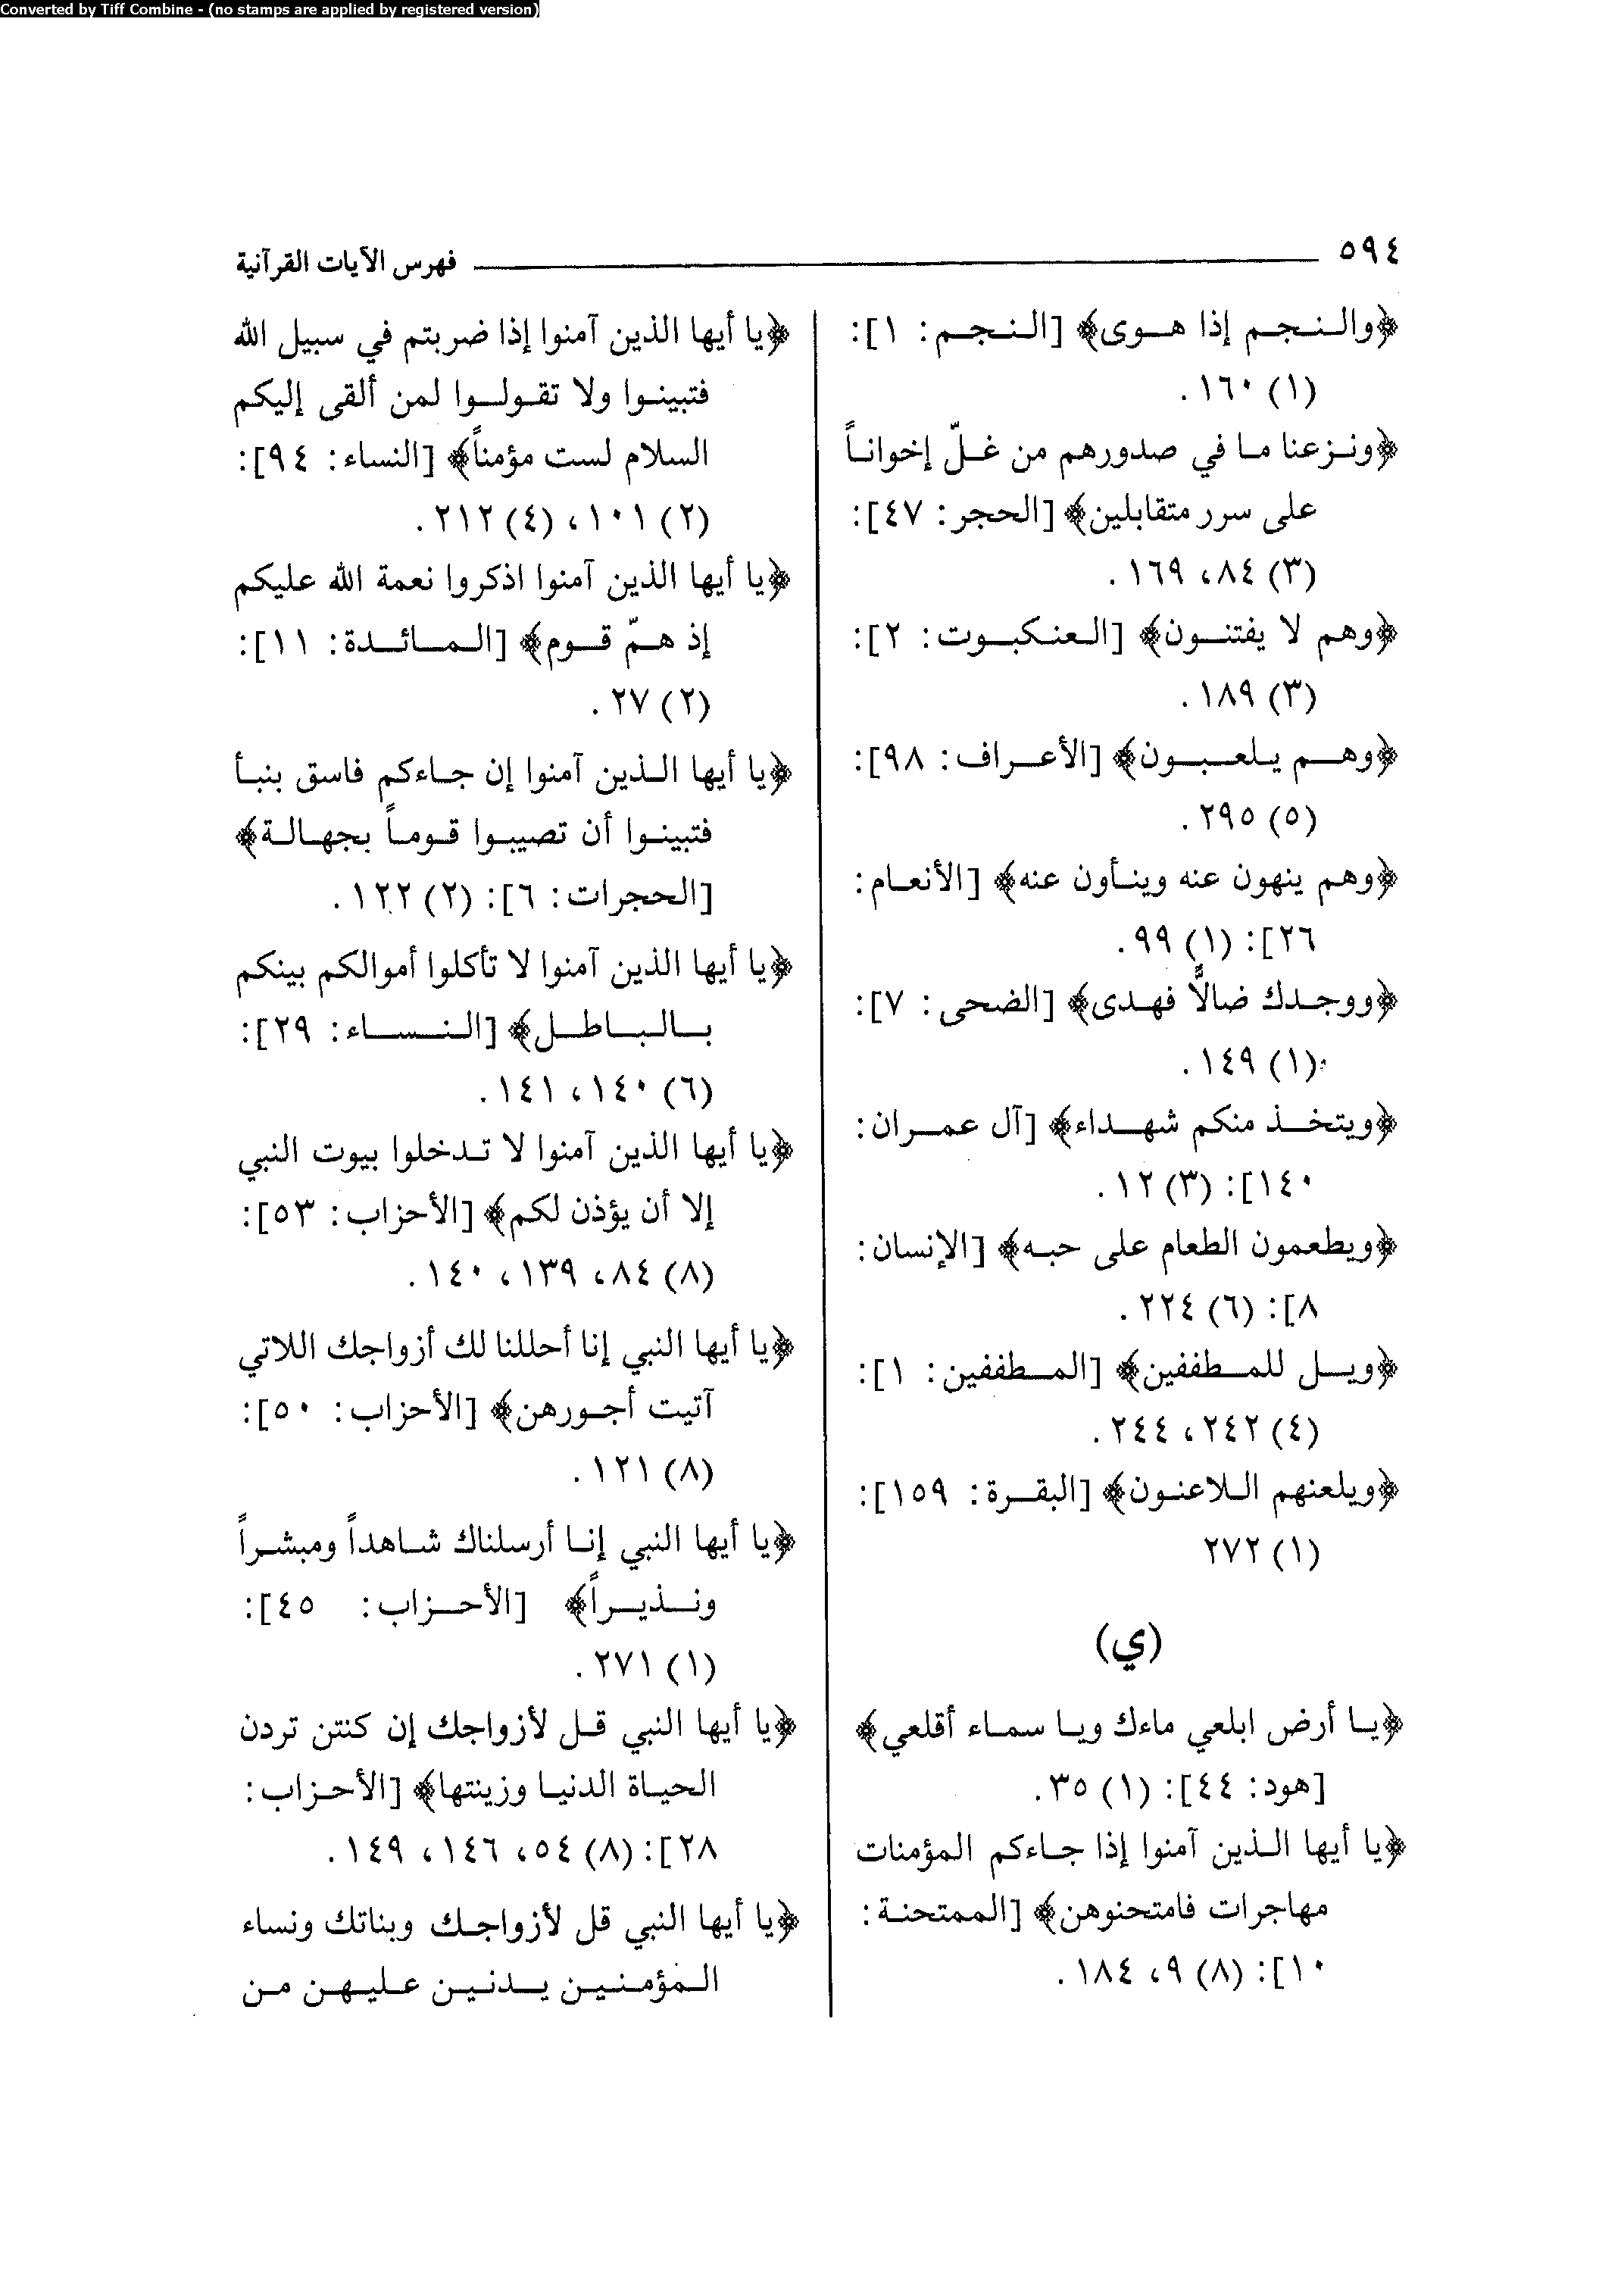 Converted by Tiff Combine - (no stamps are applied by registered version)
٥٩٤ فهرس الآيات القرآنية
﴿والنجم إذا هوى﴾ [النجم: ١]:
(١) ١٦٠.
﴿ونزعنا ما في صدورهم من غلّ إخواناً
على سرر متقابلين﴾ [الحجر: ٤٧]:
(٣) ٨٤، ١٦٩.
﴿وهم لا يفتنون﴾ [العنكبوت: ٢]:
(٣) ١٨٩.
﴿وهم يلعبون﴾ [الأعراف: ٩٨]:
(٥) ٢٩٥.
﴿وهم ينهون عنه وينأون عنه﴾ [الأنعام:
٢٦]: (١) ٩٩.
﴿ووجدك ضالاًّ فهدى﴾ [الضحى: ٧]:
(١) ١٤٩.
﴿ويتخذ منكم شهداء﴾ [آل عمران:
١٤٠]: (٣) ١٢.
﴿ويطعمون الطعام على حبه﴾ [الإنسان:
٨]: (٦) ٢٢٤.
﴿ويل للمطففين﴾ [المطففين: ١]:
(٤) ٢٤٢، ٢٤٤.
﴿ويلعنهم اللاعنون﴾ [البقرة: ١٥٩]:
(١) ٢٧٢
(ي)
﴿يا أرض ابلعي ماءك ويا سماء أقلعي﴾
[هود: ٤٤]: (١) ٣٥.
﴿يا أيها الذين آمنوا إذا جاءكم المؤمنات
مهاجرات فامتحنوهن﴾ [الممتحنة:
١٠]: (٨) ٩، ١٨٤.
﴿يا أيها الذين آمنوا إذا ضربتم في سبيل الله
فتبينوا ولا تقولوا لمن ألقى إليكم
السلام لست مؤمناً﴾ [النساء: ٩٤]:
(٢) ١٠١، (٤) ٢١٢.
﴿يا أيها الذين آمنوا اذكروا نعمة الله عليكم
إذ همّ قوم﴾ [المائدة: ١١]:
(٢) ٢٧.
﴿يا أيها الذين آمنوا إن جاءكم فاسق بنبأ
فتبينوا أن تصيبوا قوماً بجهالة﴾
[الحجرات: ٦]: (٢) ١٢٢.
﴿يا أيها الذين آمنوا لا تأكلوا أموالكم بينكم
بالباطل﴾ [النساء: ٢٩]:
(٦) ١٤٠، ١٤١.
﴿يا أيها الذين آمنوا لا تدخلوا بيوت النبي
إلا أن يؤذن لكم﴾ [الأحزاب: ٥٣]:
(٨) ٨٤، ١٣٩، ١٤٠.
﴿يا أيها النبي إنا أحللنا لك أزواجك اللاتي
آتيت أجورهن﴾ [الأحزاب: ٥٠]:
(٨) ١٢١.
﴿يا أيها النبي إنا أرسلناك شاهداً ومبشراً
ونذيراً﴾ [الأحزاب: ٤٥]:
(١) ٢٧١.
﴿يا أيها النبي قل لأزواجك إن كنتن تردن
الحياة الدنيا وزينتها﴾ [الأحزاب:
٢٨]: (٨) ٥٤، ١٤٦، ١٤٩.
﴿يا أيها النبي قل لأزواجك وبناتك ونساء
المؤمنين يدنين عليهن من